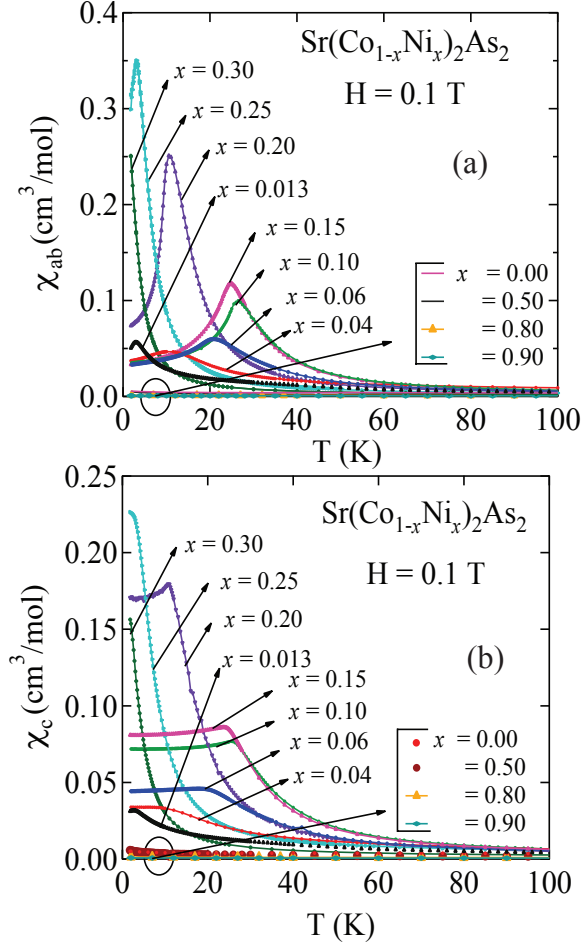 Sr(Co1-xNix)2As2
H = 0.1 T
(a)
x = 0.30
x = 0.25
x = 0.20
x = 0.013
x = 0.15
x = 0.10
x = 0.06
x = 0.04
x = 0.00
= 0.50
= 0.80
= 0.90
χab (cm3/mol)
0.4
0.3
0.2
0.1
0.0
0 20 40 60 80 100
T (K)
Sr(Co1-xNix)2As2
H = 0.1 T
(b)
x = 0.30
x = 0.25
x = 0.20
x = 0.013
x = 0.15
x = 0.10
x = 0.06
x = 0.04
x = 0.00
= 0.50
= 0.80
= 0.90
χc (cm3/mol)
0.25
0.20
0.15
0.10
0.05
0.00
0 20 40 60 80 100
T (K)